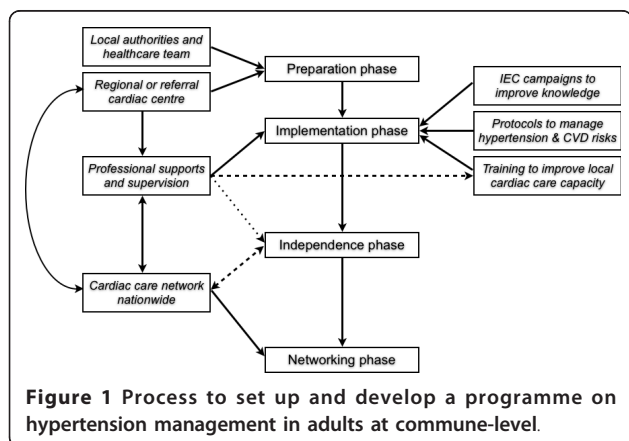 Local authorities and
healthcare team
Regional or referral
cardiac centre
Professional supports
and supervision
Cardiac care network
nationwide
Preparation phase
Implementation phase
Independence phase
Networking phase
IEC campaigns to
improve knowledge
Protocols to manage
hypertension & CVD risks
Training to improve local
cardiac care capacity
Figure 1 Process to set up and develop a programme on
hypertension management in adults at commune-level.